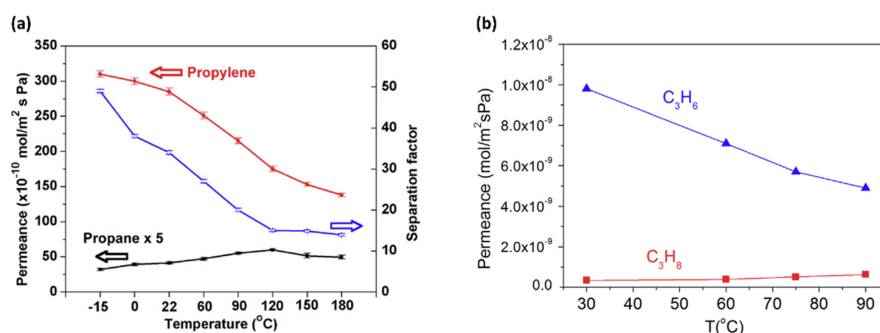 (a)
350
300
250
200
150
100
50
0
Permeance (x10⁻¹⁰ mol/m² s Pa)
-15 0 22 60 90 120 150 180
Temperature (°C)
60
50
40
30
20
10
0
Separation factor
Propylene
Propane x 5
(b)
1.2x10⁻⁸
1.0x10⁻⁸
8.0x10⁻⁹
6.0x10⁻⁹
4.0x10⁻⁹
2.0x10⁻⁹
0.0
Permeance (mol/m²sPa)
C₃H₆
C₃H₈
30 40 50 60 70 80 90
T(°C)